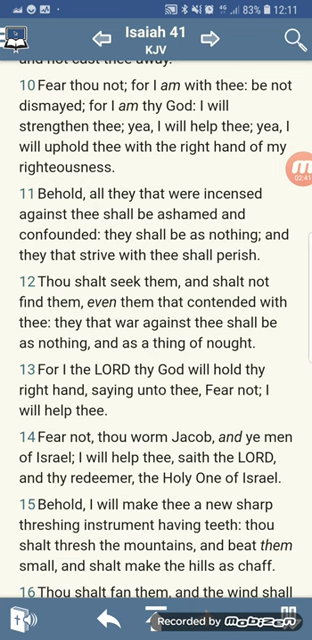 83% 12:11
Isaiah 41
KJV
and not cast thee away.
10 Fear thou not; for I am with thee: be not
dismayed; for I am thy God: I will
strengthen thee; yea, I will help thee; yea, I
will uphold thee with the right hand of my
righteousness.
02:41
11 Behold, all they that were incensed
against thee shall be ashamed and
confounded: they shall be as nothing; and
they that strive with thee shall perish.
12 Thou shalt seek them, and shalt not
find them, even them that contended with
thee: they that war against thee shall be
as nothing, and as a thing of nought.
13 For I the LORD thy God will hold thy
right hand, saying unto thee, Fear not; I
will help thee.
14 Fear not, thou worm Jacob, and ye men
of Israel; I will help thee, saith the LORD,
and thy redeemer, the Holy One of Israel.
15 Behold, I will make thee a new sharp
threshing instrument having teeth: thou
shalt thresh the mountains, and beat them
small, and shalt make the hills as chaff.
16 Thou shalt fan them, and the wind shall
Recorded by Mobizen